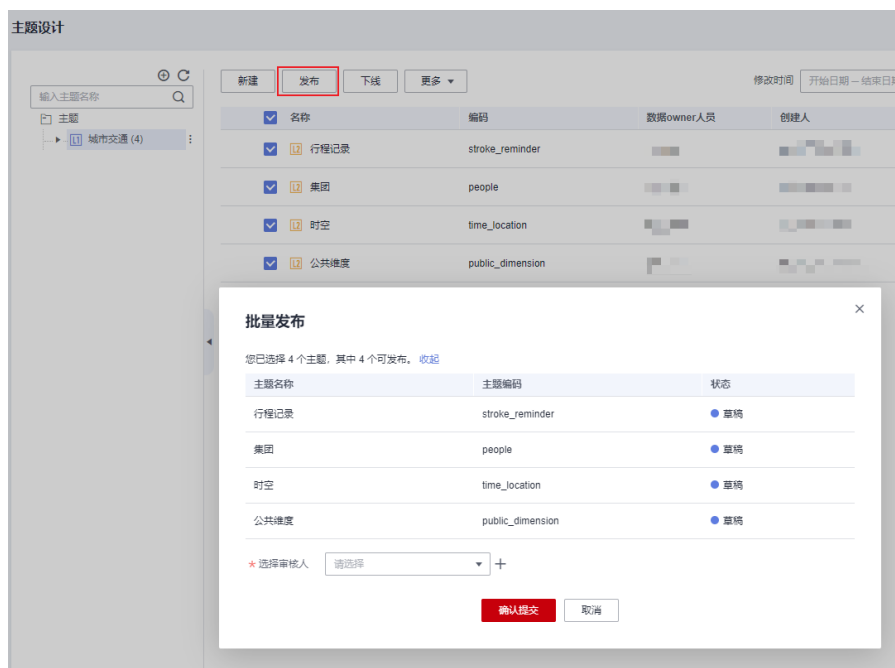 主题设计
新建 发布 下线 更多 修改时间 开始日期 – 结束日期
输入主题名称
主题
L1 城市交通 (4)
名称 编码 数据owner人员 创建人
L2 行程记录 stroke_reminder
L2 集团 people
L2 时空 time_location
L2 公共维度 public_dimension
批量发布
您已选择 4 个主题，其中 4 个可发布。 收起
主题名称 主题编码 状态
行程记录 stroke_reminder 草稿
集团 people 草稿
时空 time_location 草稿
公共维度 public_dimension 草稿
* 选择审核人 请选择
确认提交 取消